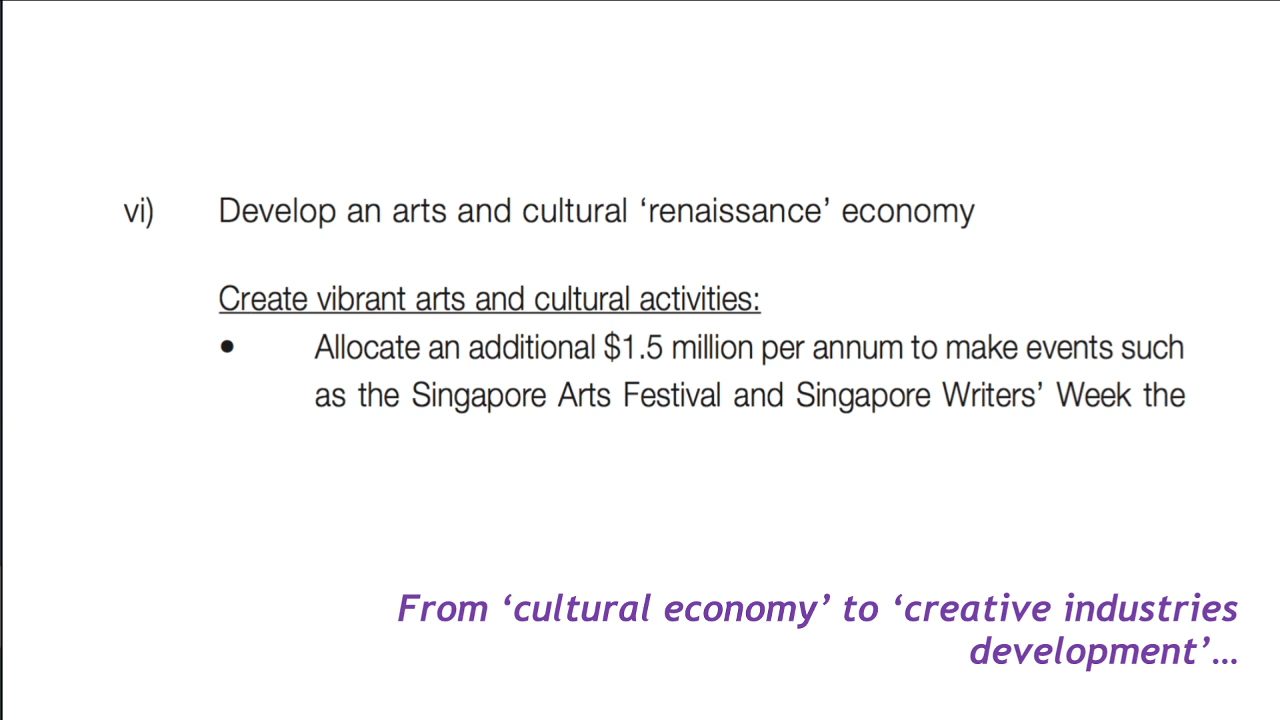 vi) Develop an arts and cultural ‘renaissance’ economy
Create vibrant arts and cultural activities:
● Allocate an additional $1.5 million per annum to make events such
as the Singapore Arts Festival and Singapore Writers’ Week the
From ‘cultural economy’ to ‘creative industries
development’…